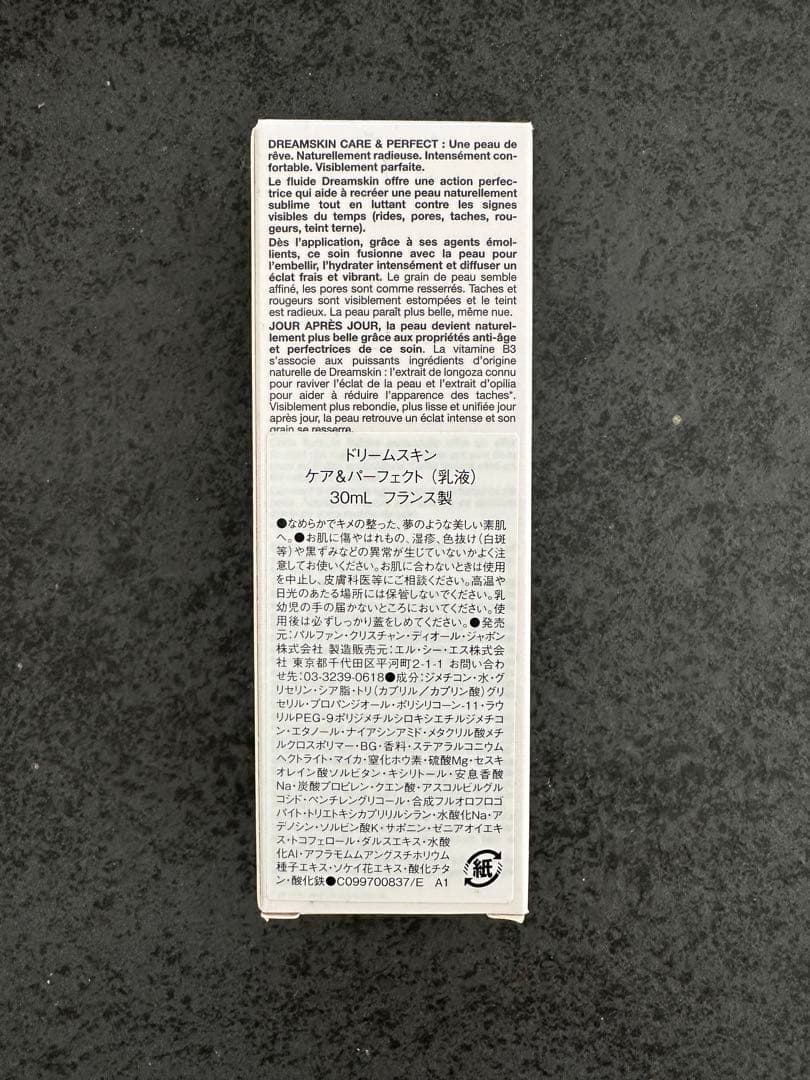 DREAMSKIN CARE & PERFECT : Une peau de
rêve. Naturellement radieuse. Intensément con-
fortable. Visiblement parfaite.
Le fluide Dreamskin offre une action perfec-
trice qui aide à recréer une peau naturellement
sublime tout en luttant contre les signes
visibles du temps (rides, pores, taches, rou-
geurs, teint terne).
Dès l'application, grâce à ses agents émol-
lients, ce soin fusionne avec la peau pour
l'embellir, l'hydrater intensément et diffuser un
éclat frais et vibrant. Le grain de peau semble
affiné, les pores sont comme resserrés. Taches et
rougeurs sont visiblement estompées et le teint
est radieux. La peau paraît plus belle, même nue.
JOUR APRÈS JOUR, la peau devient naturel-
lement plus belle grâce aux propriétés anti-âge
et perfectrices de ce soin. La vitamine B3
s'associe aux puissants ingrédients d'origine
naturelle de Dreamskin : l'extrait de longoza connu
pour raviver l'éclat de la peau et l'extrait d'opilia
pour aider à réduire l'apparence des taches*.
Visiblement plus rebondie, plus lisse et unifiée jour
après jour, la peau retrouve un éclat intense et son
grain se resserre.
ドリームスキン
ケア&パーフェクト（乳液）
30mL フランス製
●なめらかでキメの整った、夢のような美しい素肌
へ。●お肌に傷やはれもの、湿疹、色抜け(白斑
等)や黒ずみなどの異常が生じていないかよく注
意してお使いください。お肌に合わないときは使用
を中止し、皮膚科医等にご相談ください。高温や
日光のあたる場所には保管しないでください。乳
幼児の手の届かないところにおいてください。使
用後は必ずしっかり蓋をしめてください。●発売
元：パルファン・クリスチャン・ディオール・ジャポン
株式会社 製造販売元：エル・シー・エス株式会
社 東京都千代田区平河町2-1-1 お問い合わ
せ先：03-3239-0618●成分：ジメチコン・水・グ
リセリン・シア脂・トリ(カプリル／カプリン酸)グリ
セリル・プロパンジオール・ポリシリコーン-11・ラウ
リルPEG-9ポリジメチルシロキシエチルジメチコ
ン・エタノール・ナイアシンアミド・メタクリル酸メチ
ルクロスポリマー・BG・香料・ステアラルコニウム
ヘクトライト・マイカ・窒化ホウ素・硫酸Mg・セスキ
オレイン酸ソルビタン・キシリトール・安息香酸
Na・炭酸プロピレン・クエン酸・アスコルビルグル
コシド・ペンチレングリコール・合成フルオロフロゴ
パイト・トリエトキシカプリリルシラン・水酸化Na・ア
デノシン・ソルビン酸K・サポニン・ゼニアオイエキ
ス・トコフェロール・ダルスエキス・水酸
化Al・アフラモムムアングスチホリウム
種子エキス・ソケイ花エキス・酸化チタ
ン・酸化鉄●C099700837/E A1
紙